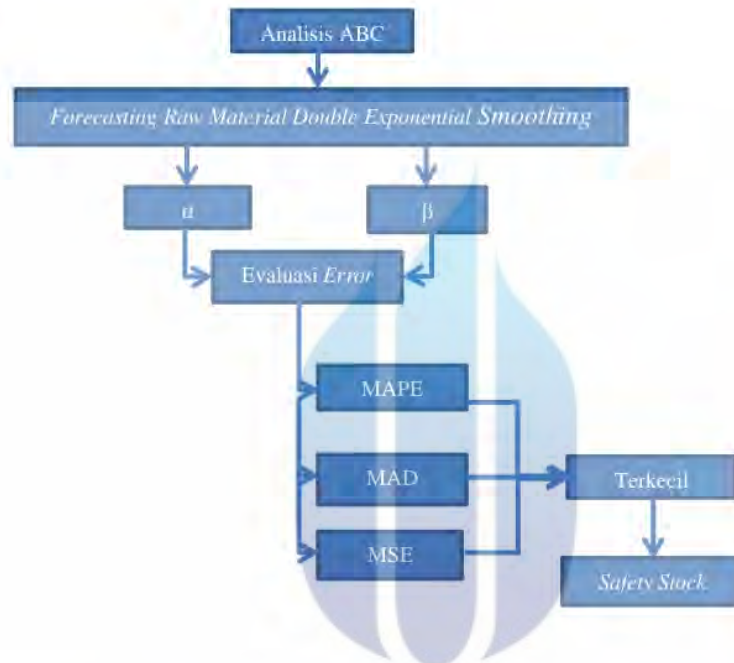 Analisis ABC
Forecasting Raw Material Double Exponential Smoothing
α
β
Evaluasi Error
MAPE
MAD
MSE
Terkecil
Safety Stock